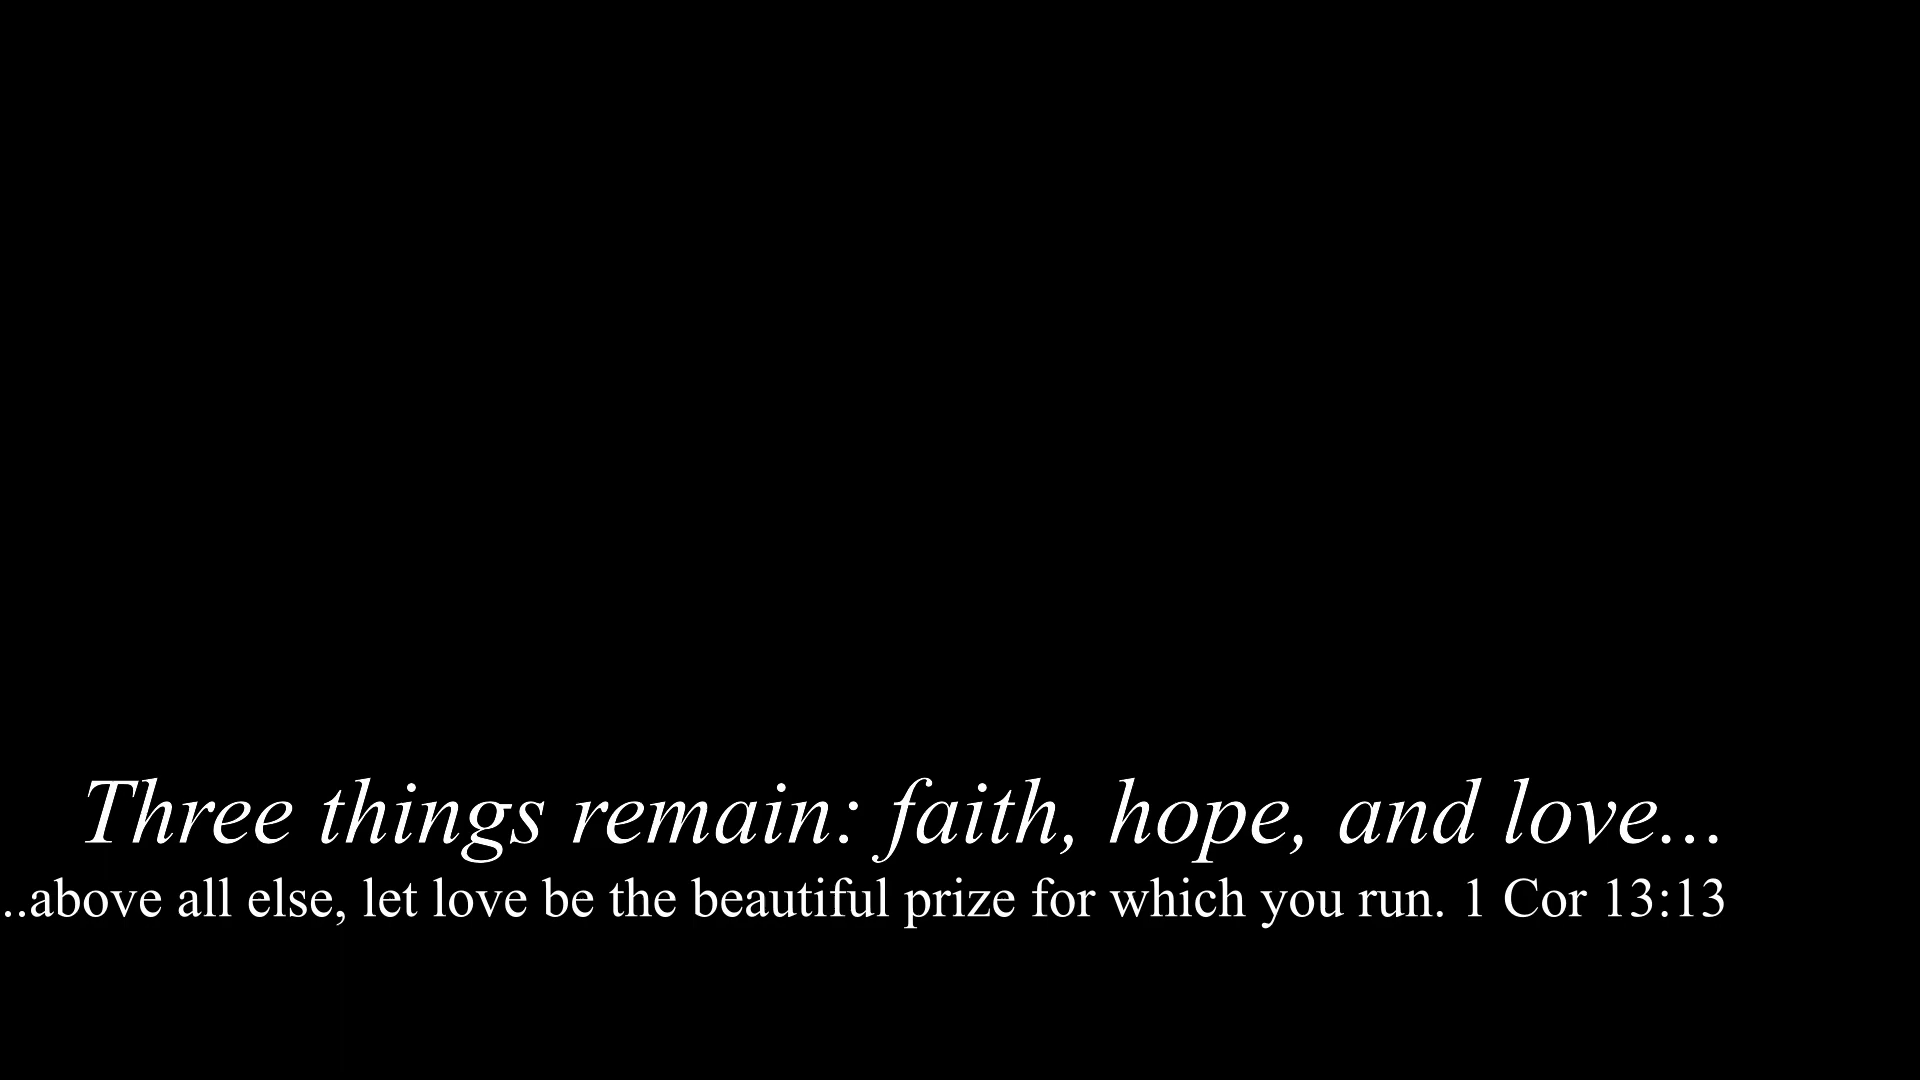 Three things remain: faith, hope, and love...
..above all else, let love be the beautiful prize for which you run. 1 Cor 13:13